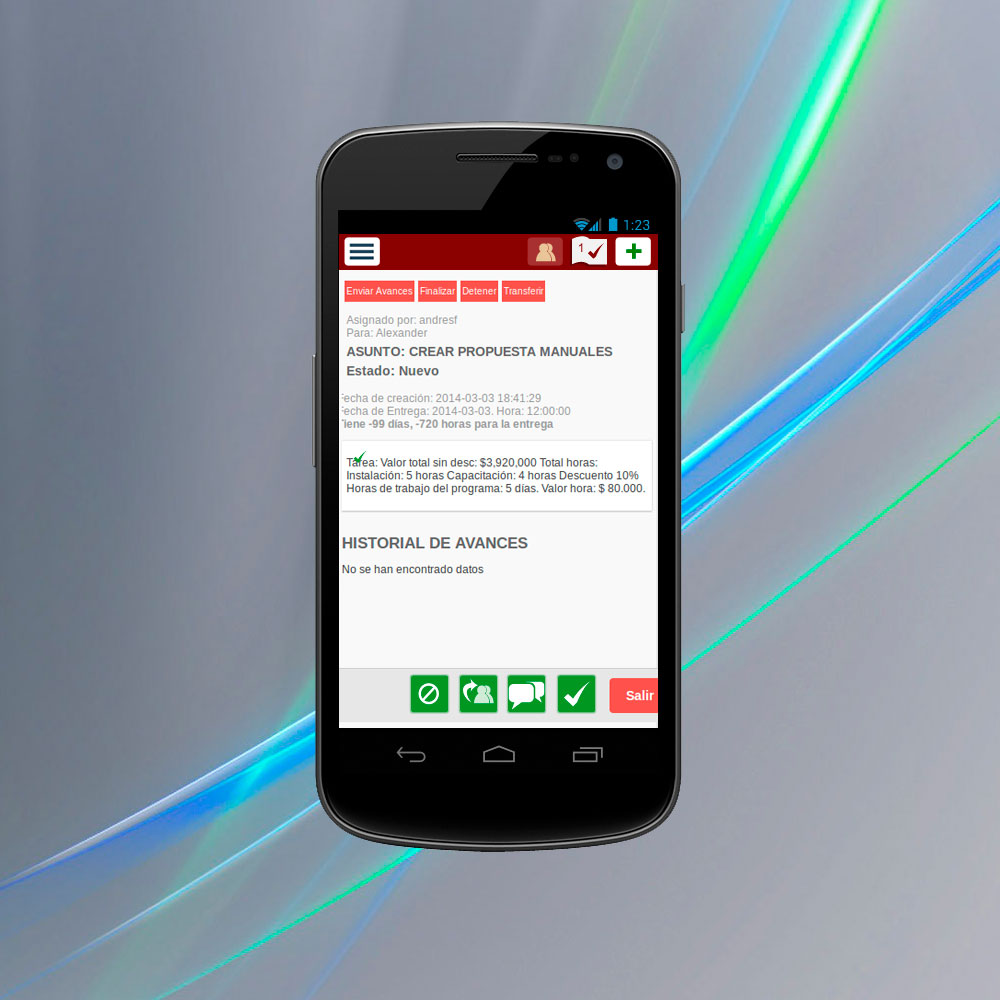 1:23
1
Enviar Avances Finalizar Detener Transferir
Asignado por: andresf
Para: Alexander
ASUNTO: CREAR PROPUESTA MANUALES
Estado: Nuevo
Fecha de creación: 2014-03-03 18:41:29
Fecha de Entrega: 2014-03-03. Hora: 12:00:00
Tiene -99 días, -720 horas para la entrega
Tarea: Valor total sin desc: $3,920,000 Total horas:
Instalación: 5 horas Capacitación: 4 horas Descuento 10%
Horas de trabajo del programa: 5 días. Valor hora: $ 80.000.
HISTORIAL DE AVANCES
No se han encontrado datos
Salir